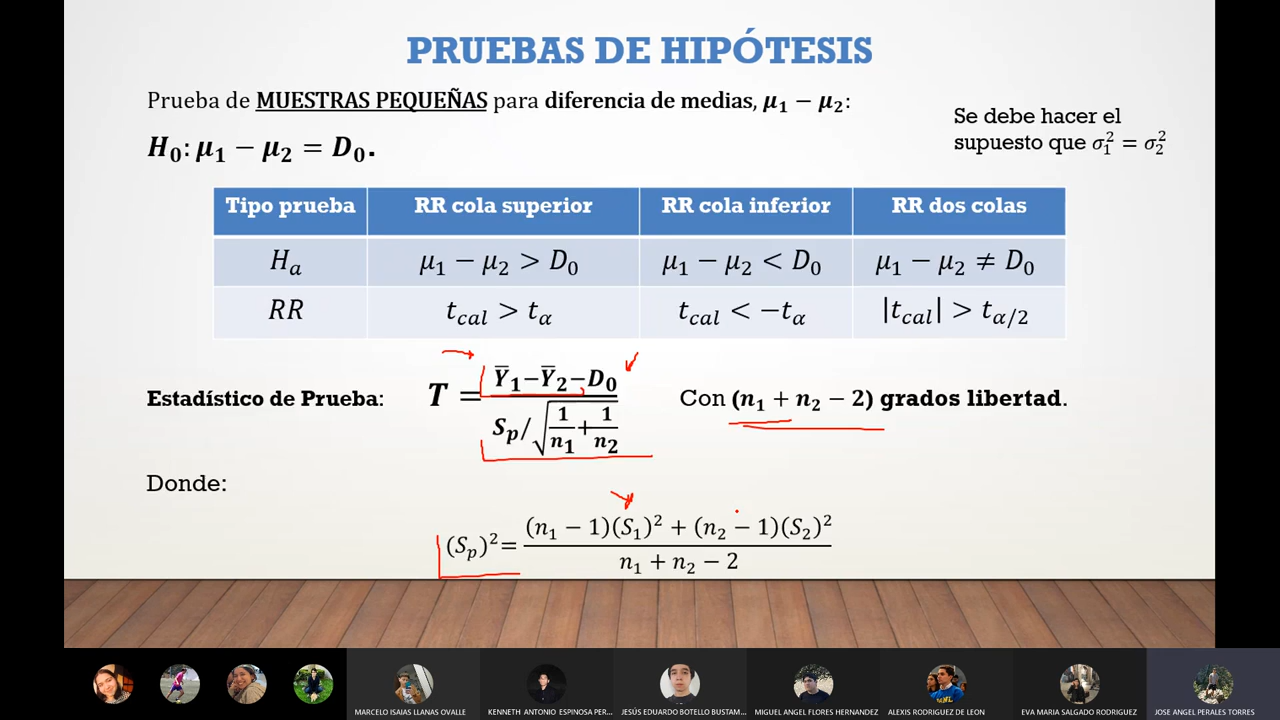 PRUEBAS DE HIPÓTESIS
Prueba de MUESTRAS PEQUEÑAS para diferencia de medias, μ₁ − μ₂:
Se debe hacer el
supuesto que σ₁² = σ₂²
H₀: μ₁ − μ₂ = D₀.
Tipo prueba RR cola superior RR cola inferior RR dos colas
Hₐ μ₁ − μ₂ > D₀ μ₁ − μ₂ < D₀ μ₁ − μ₂ ≠ D₀
RR t_cal > t_α t_cal < −t_α |t_cal| > t_α/2
Estadístico de Prueba: T = (Ȳ₁−Ȳ₂−D₀) / (Sₚ/√(1/n₁+1/n₂)) Con (n₁ + n₂ − 2) grados libertad.
Donde:
(Sₚ)²= ((n₁ − 1)(S₁)² + (n₂ − 1)(S₂)²) / (n₁ + n₂ − 2)
MARCELO ISAIAS LLANAS OVALLE KENNETH ANTONIO ESPINOSA PER... JESÚS EDUARDO BOTELLO BUSTAM... MIGUEL ANGEL FLORES HERNANDEZ ALEXIS RODRIGUEZ DE LEON EVA MARIA SALGADO RODRIGUEZ JOSE ANGEL PERALES TORRES